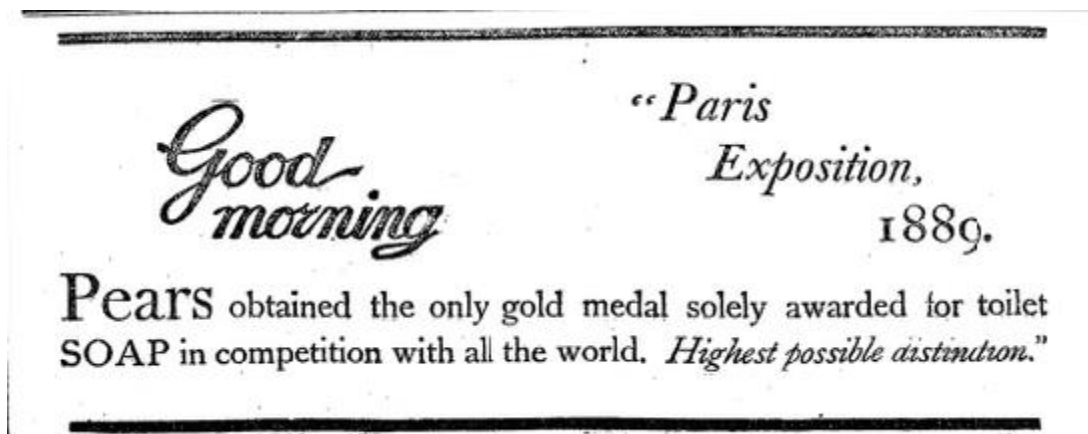 Good
morning
"Paris
Exposition,
1889.
Pears obtained the only gold medal solely awarded for toilet
SOAP in competition with all the world. Highest possible distinction."